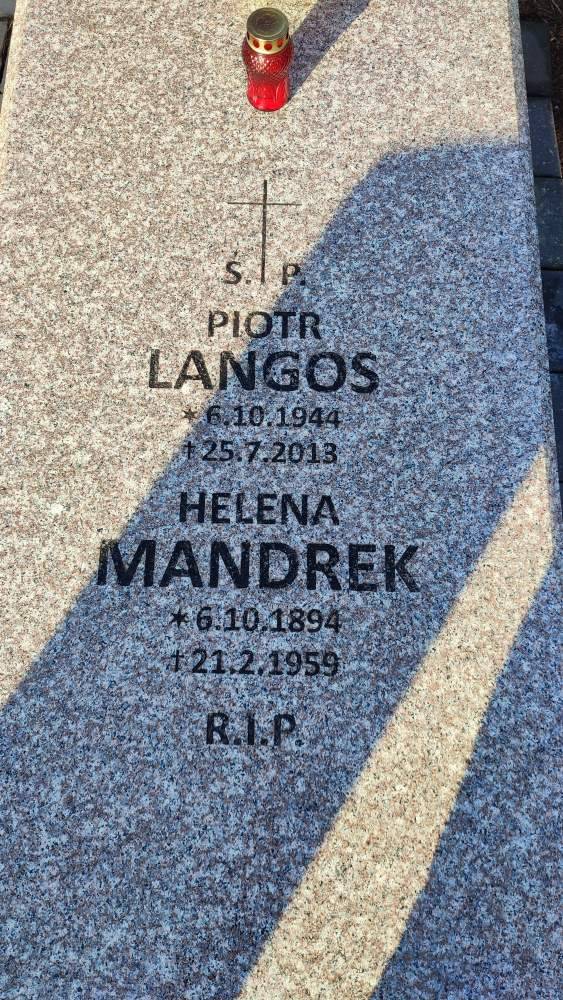 Ś. P.
PIOTR
LANGOS
* 6.10.1944
† 25.7.2013
HELENA
MANDREK
* 6.10.1894
† 21.2.1959
R.I.P.